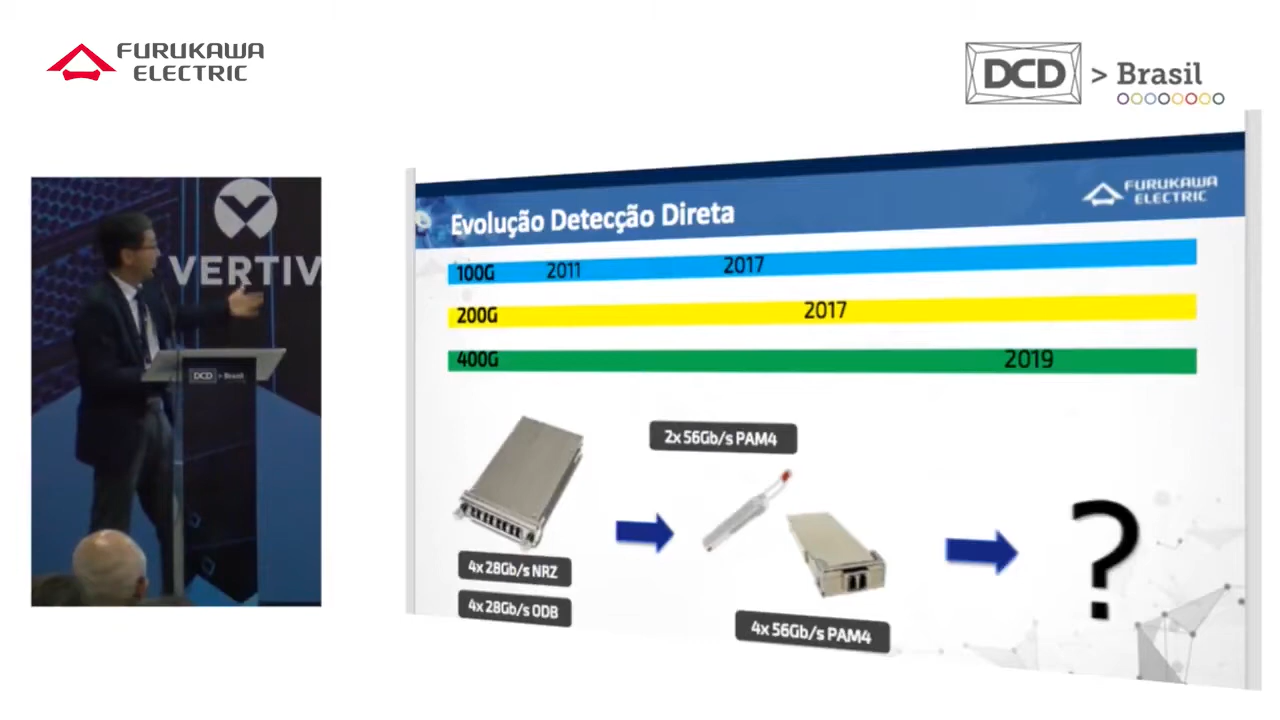 FURUKAWA
ELECTRIC
DCD > Brasil
VERTIV
DCD > Brasil
Evolução Detecção Direta
FURUKAWA
ELECTRIC
100G 2011 2017
200G 2017
400G 2019
2x 56Gb/s PAM4
4x 28Gb/s NRZ
4x 28Gb/s ODB
4x 56Gb/s PAM4
?